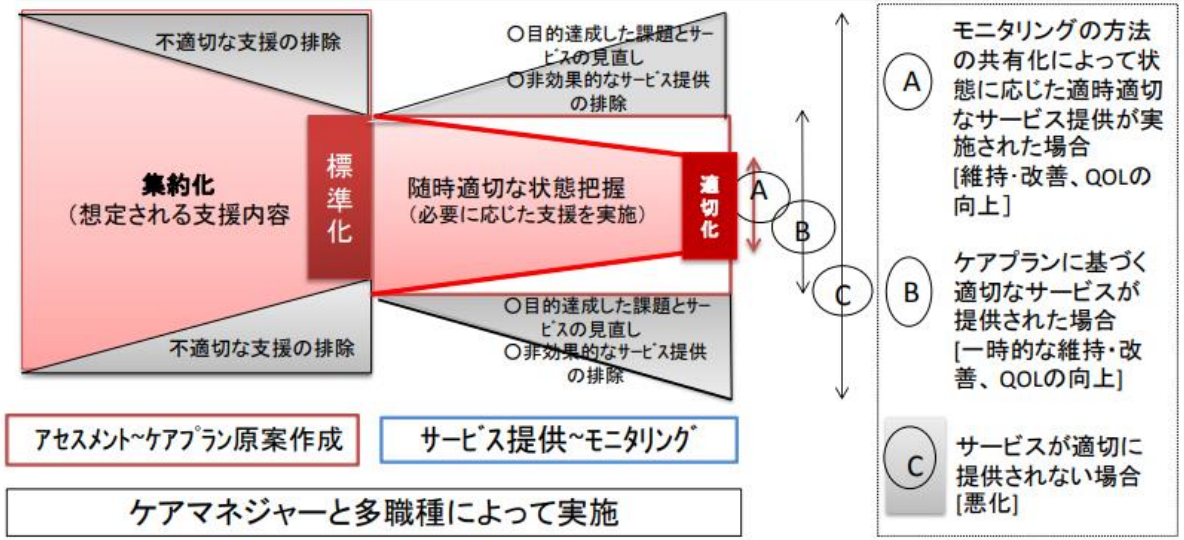 不適切な支援の排除
集約化
（想定される支援内容
不適切な支援の排除
標準化
○目的達成した課題とサー
ビスの見直し
○非効果的なサービス提供
の排除
随時適切な状態把握
（必要に応じた支援を実施）
適切化
○目的達成した課題とサー
ビスの見直し
○非効果的なサービス提供
の排除
A
B
C
アセスメント~ケアプラン原案作成
サービス提供~モニタリング
ケアマネジャーと多職種によって実施
A
モニタリングの方法
の共有化によって状
態に応じた適時適切
なサービス提供が実
施された場合
[維持・改善、QOLの
向上]
B
ケアプランに基づく
適切なサービスが
提供された場合
[一時的な維持・改
善、QOLの向上]
C
サービスが適切に
提供されない場合
[悪化]